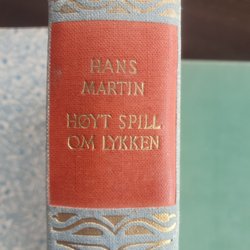 HANS
MARTIN
HØYT SPILL
OM LYKKEN